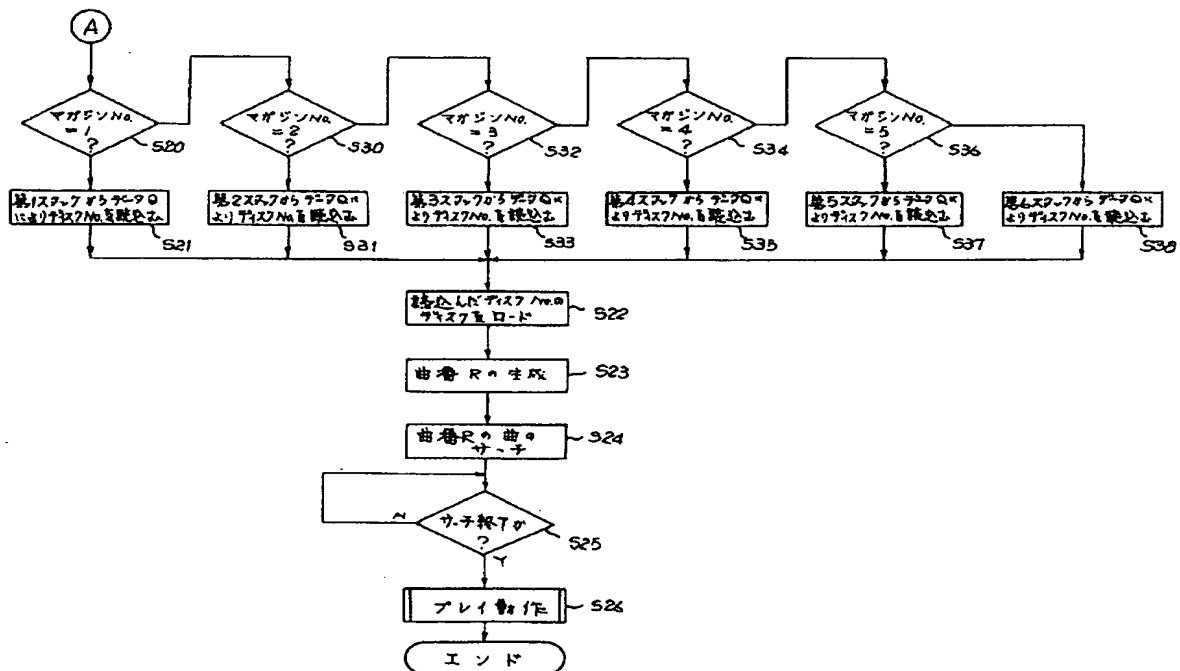 A
マガジンNo.
=1
?
S20
マガジンNo.
=2
?
S30
マガジンNo.
=3
?
S32
マガジンNo.
=4
?
S34
マガジンNo.
=5
?
S36
第1スタックからデータQ
によりディスクNo.を読込む
S21
第2スタックからデータQに
よりディスクNo.を読込む
S31
第3スタックからデータQに
よりディスクNo.を読込む
S33
第4スタックからデータQに
よりディスクNo.を読込む
S35
第5スタックからデータQに
よりディスクNo.を読込む
S37
第6スタックからデータQに
よりディスクNo.を読込む
S38
読込んだディスクNo.の
ディスクをロード
S22
曲番Rの生成
S23
曲番Rの曲の
サーチ
S24
サーチ終了か
?
S25
N
Y
プレイ動作
S26
エンド